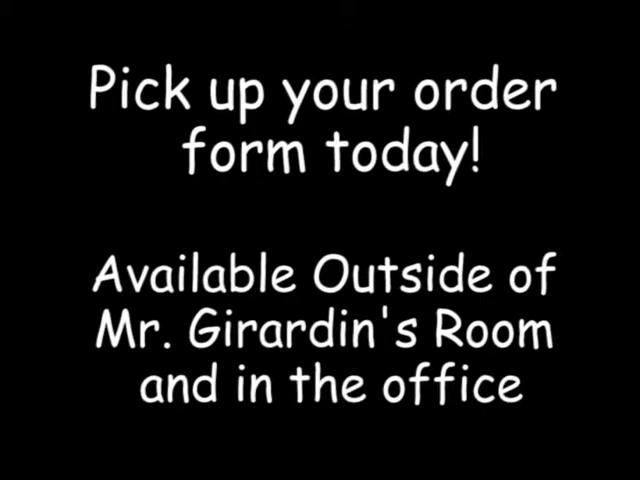 Pick up your order
form today!
Available Outside of
Mr. Girardin's Room
and in the office